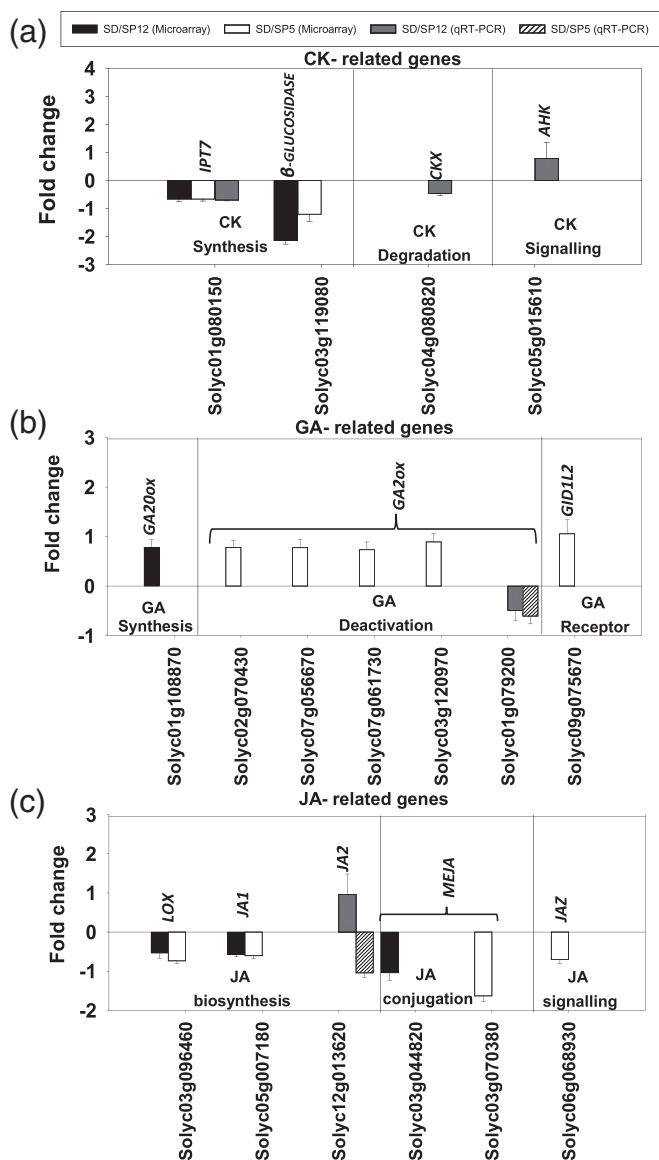 (a)
SD/SP12 (Microarray) SD/SP5 (Microarray) SD/SP12 (qRT-PCR) SD/SP5 (qRT-PCR)
CK- related genes
Fold change
4
3
2
1
0
-1
-2
-3
IPT7
β-GLUCOSIDASE
CKX
AHK
CK
Synthesis
CK
Degradation
CK
Signalling
Solyc01g080150
Solyc03g119080
Solyc04g080820
Solyc05g015610
(b)
GA- related genes
Fold change
3
2
1
0
-1
GA20ox
GA2ox
GID1L2
GA
Synthesis
GA
Deactivation
GA
Receptor
Solyc01g108870
Solyc02g070430
Solyc07g056670
Solyc07g061730
Solyc03g120970
Solyc01g079200
Solyc09g075670
(c)
JA- related genes
Fold change
3
2
1
0
-1
-2
LOX
JA1
JA2
MEJA
JAZ
JA
biosynthesis
JA
conjugation
JA
signalling
Solyc03g096460
Solyc05g007180
Solyc12g013620
Solyc03g044820
Solyc03g070380
Solyc06g068930